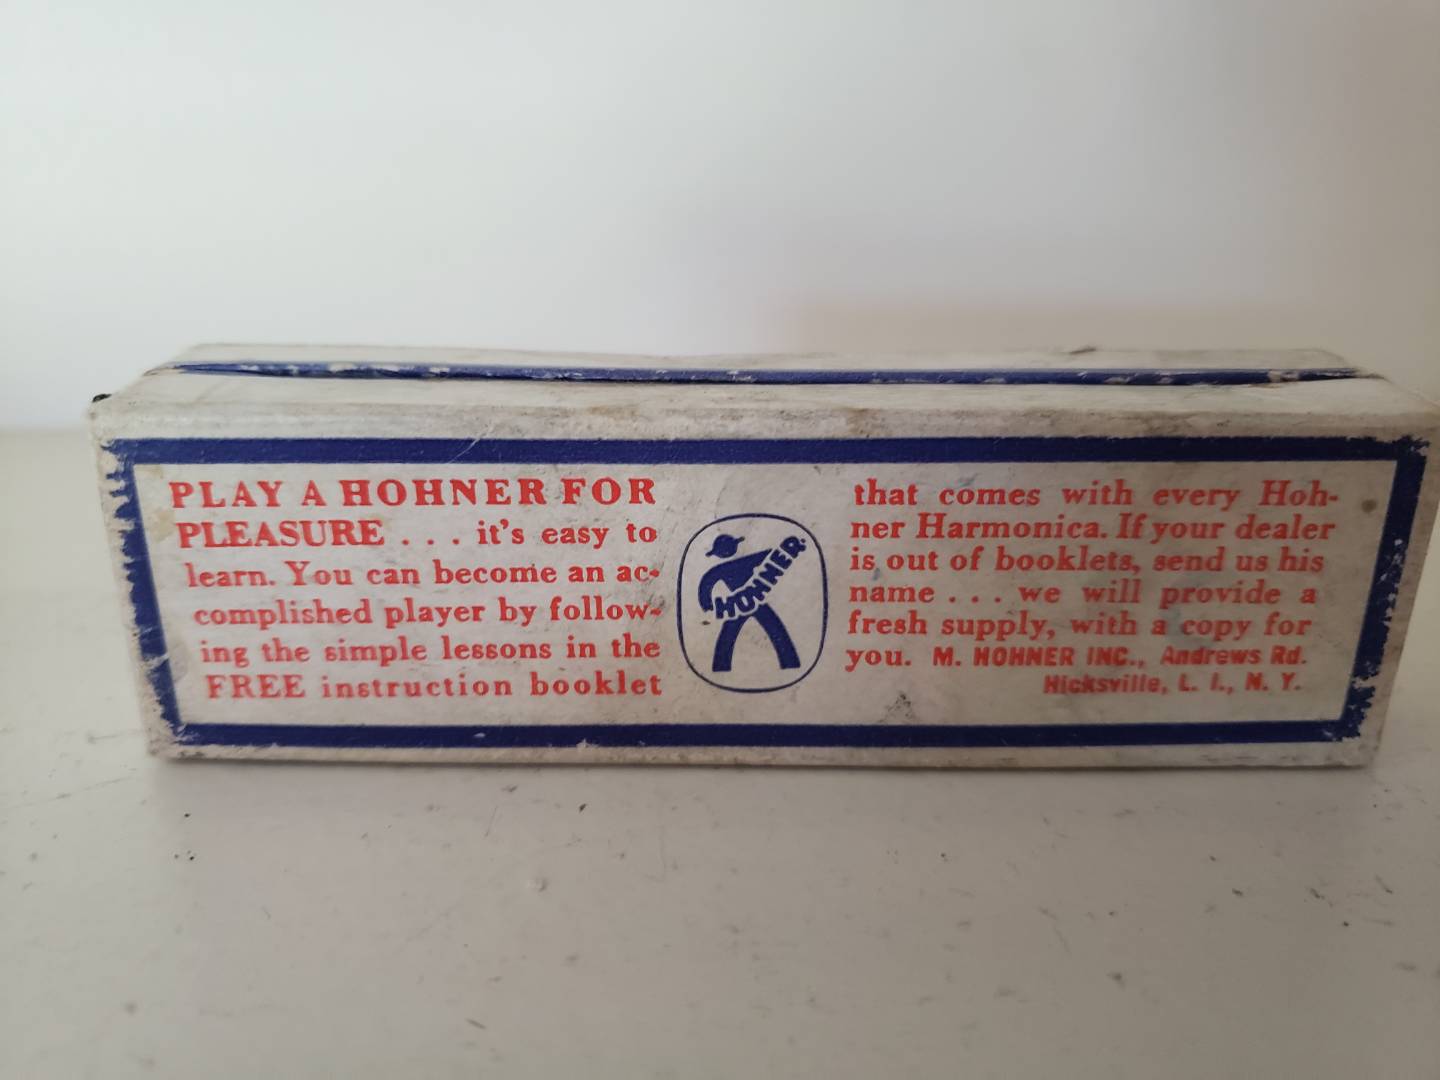 PLAY A HOHNER FOR
PLEASURE . . . it's easy to
learn. You can become an ac-
complished player by follow-
ing the simple lessons in the
FREE instruction booklet
HOHNER
HOHNER.
that comes with every Hoh-
ner Harmonica. If your dealer
is out of booklets, send us his
name . . . we will provide a
fresh supply, with a copy for
you. M. HOHNER INC., Andrews Rd.
Hicksville, L. I., N. Y.